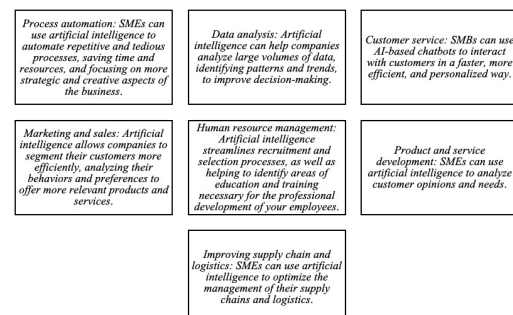 Process automation: SMEs can
use artificial intelligence to
automate repetitive and tedious
processes, saving time and
resources, and focusing on more
strategic and creative aspects of
the business.
Data analysis: Artificial
intelligence can help companies
analyze large volumes of data,
identifying patterns and trends,
to improve decision-making.
Customer service: SMBs can use
AI-based chatbots to interact
with customers in a faster, more
efficient, and personalized way.
Marketing and sales: Artificial
intelligence allows companies to
segment their customers more
efficiently, analyzing their
behaviors and preferences to
offer more relevant products and
services.
Human resource management:
Artificial intelligence
streamlines recruitment and
selection processes, as well as
helping to identify areas of
education and training
necessary for the professional
development of your employees.
Product and service
development: SMEs can use
artificial intelligence to analyze
customer opinions and needs.
Improving supply chain and
logistics: SMEs can use artificial
intelligence to optimize the
management of their supply
chains and logistics.